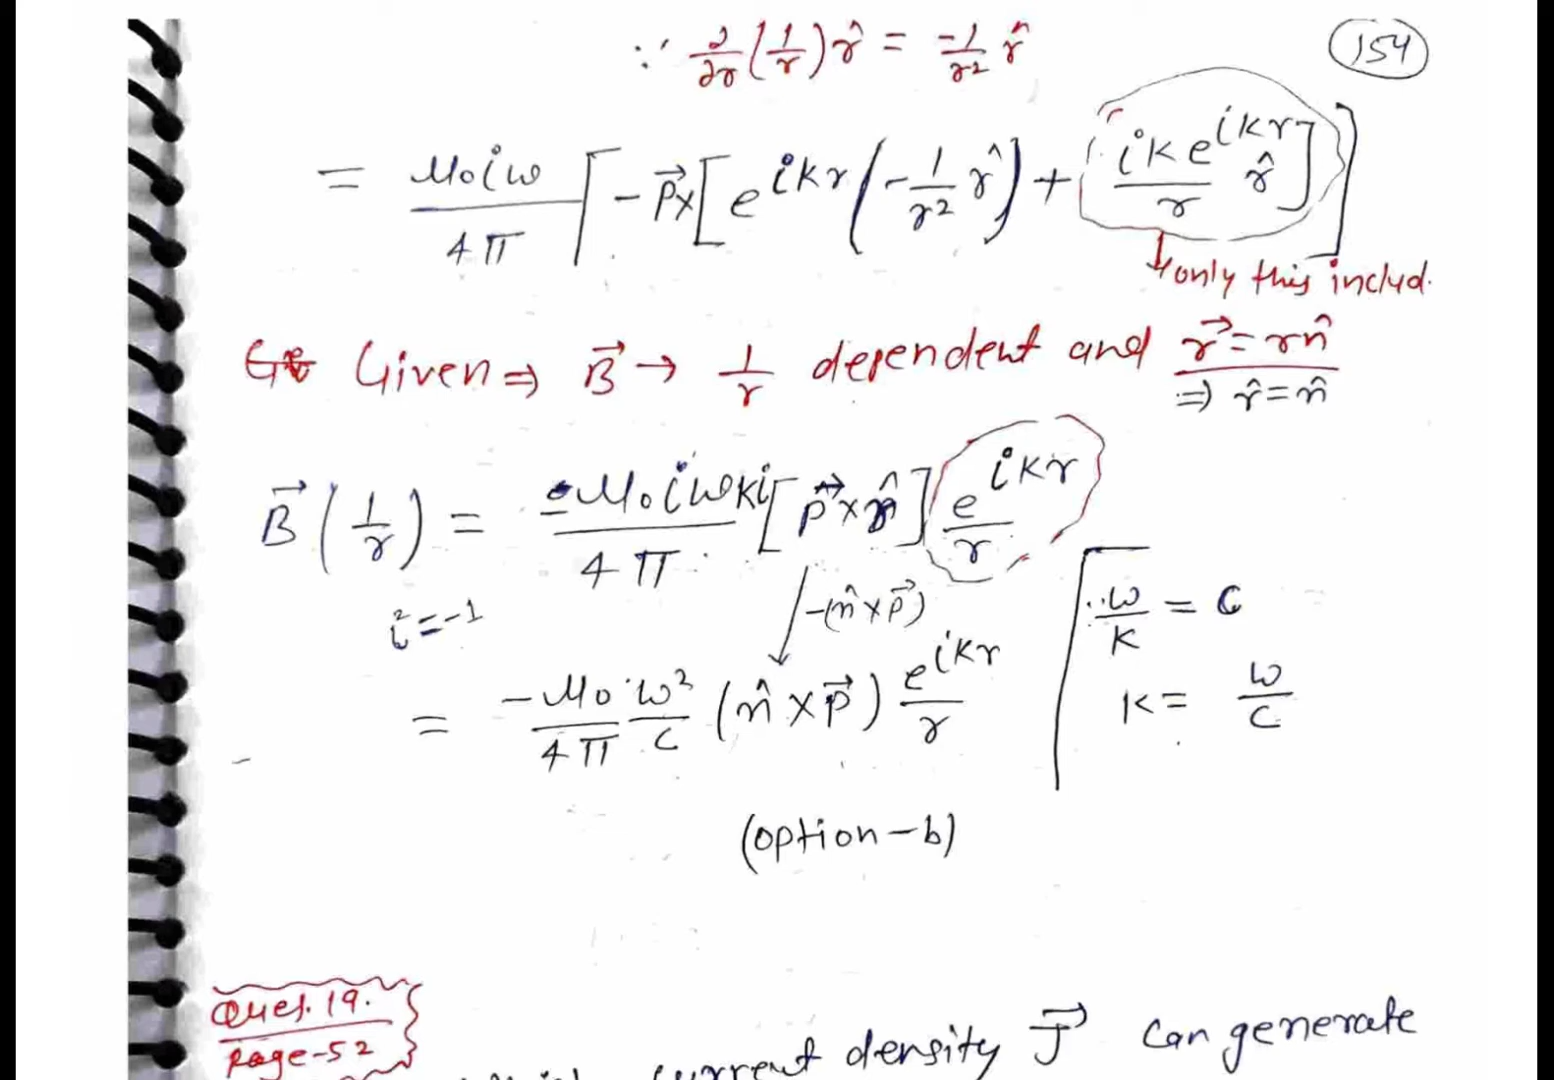 ∵ ∂/∂r (1/r) r̂ = -1/r² r̂
154
= μ₀iω/4π [ -p⃗× [ e^{ikr} (-1/r² r̂) + ike^{ikr}/r r̂ ] ]
↓ only this includ.
Given ⇒ B⃗ → 1/r dependent and r⃗ = rn̂
⇒ r̂ = n̂
B⃗ (1/r) = -μ₀iωki/4π [ p⃗ × n̂ ] e^{ikr}/r
i² = -1
-(n̂ × p⃗)
∵ ω/k = c
= -μ₀/4π ω²/c (n̂ × p⃗) e^{ikr}/r
k = ω/c
(option-b)
Ques. 19.
Page-52
current density J⃗ can generate